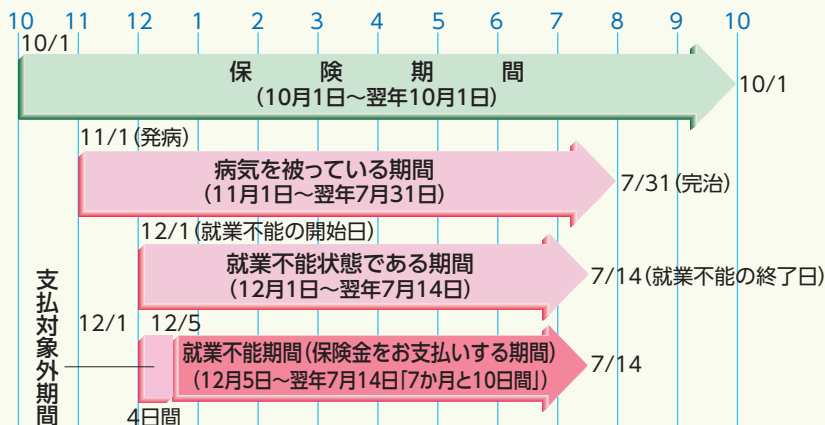 10 11 12 1 2 3 4 5 6 7 8 9 10
10/1
保険期間
(10月1日～翌年10月1日)
10/1
11/1(発病)
病気を被っている期間
(11月1日～翌年7月31日)
7/31(完治)
12/1(就業不能の開始日)
就業不能状態である期間
(12月1日～翌年7月14日)
7/14(就業不能の終了日)
支払対象外期間
12/1 12/5
就業不能期間(保険金をお支払いする期間)
(12月5日～翌年7月14日「7か月と10日間」)
7/14
4日間